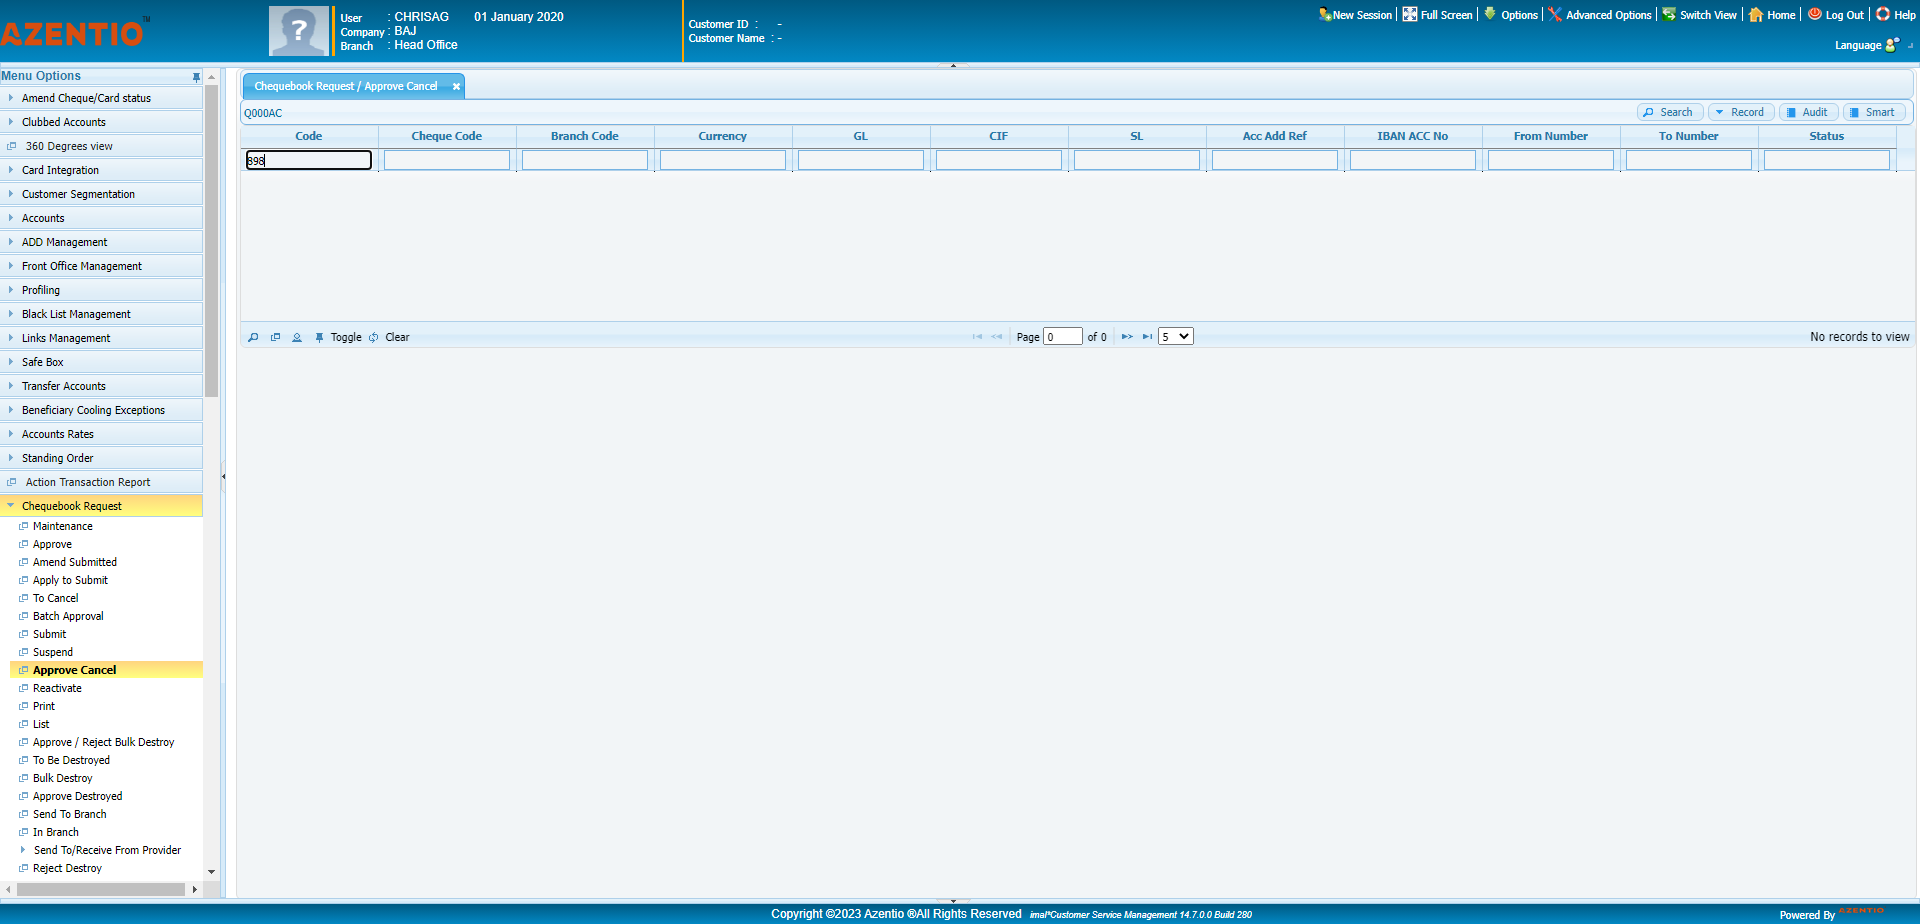 AZENTIO™
User : CHRISAG 01 January 2020
Company : BAJ
Branch : Head Office
Customer ID : -
Customer Name : -
New Session Full Screen Options Advanced Options Switch View Home Log Out Help
Language
Menu Options
Amend Cheque/Card status
Clubbed Accounts
360 Degrees view
Card Integration
Customer Segmentation
Accounts
ADD Management
Front Office Management
Profiling
Black List Management
Links Management
Safe Box
Transfer Accounts
Beneficiary Cooling Exceptions
Accounts Rates
Standing Order
Action Transaction Report
Chequebook Request
Maintenance
Approve
Amend Submitted
Apply to Submit
To Cancel
Batch Approval
Submit
Suspend
Approve Cancel
Reactivate
Print
List
Approve / Reject Bulk Destroy
To Be Destroyed
Bulk Destroy
Approve Destroyed
Send To Branch
In Branch
Send To/Receive From Provider
Reject Destroy
Chequebook Request / Approve Cancel
Q000AC
Search Record Audit Smart
Code Cheque Code Branch Code Currency GL CIF SL Acc Add Ref IBAN ACC No From Number To Number Status
898
Toggle Clear Page 0 of 0 5 No records to view
Copyright ©2023 Azentio ®All Rights Reserved imal*Customer Service Management 14.7.0.0 Build 280
Powered By AZENTIO